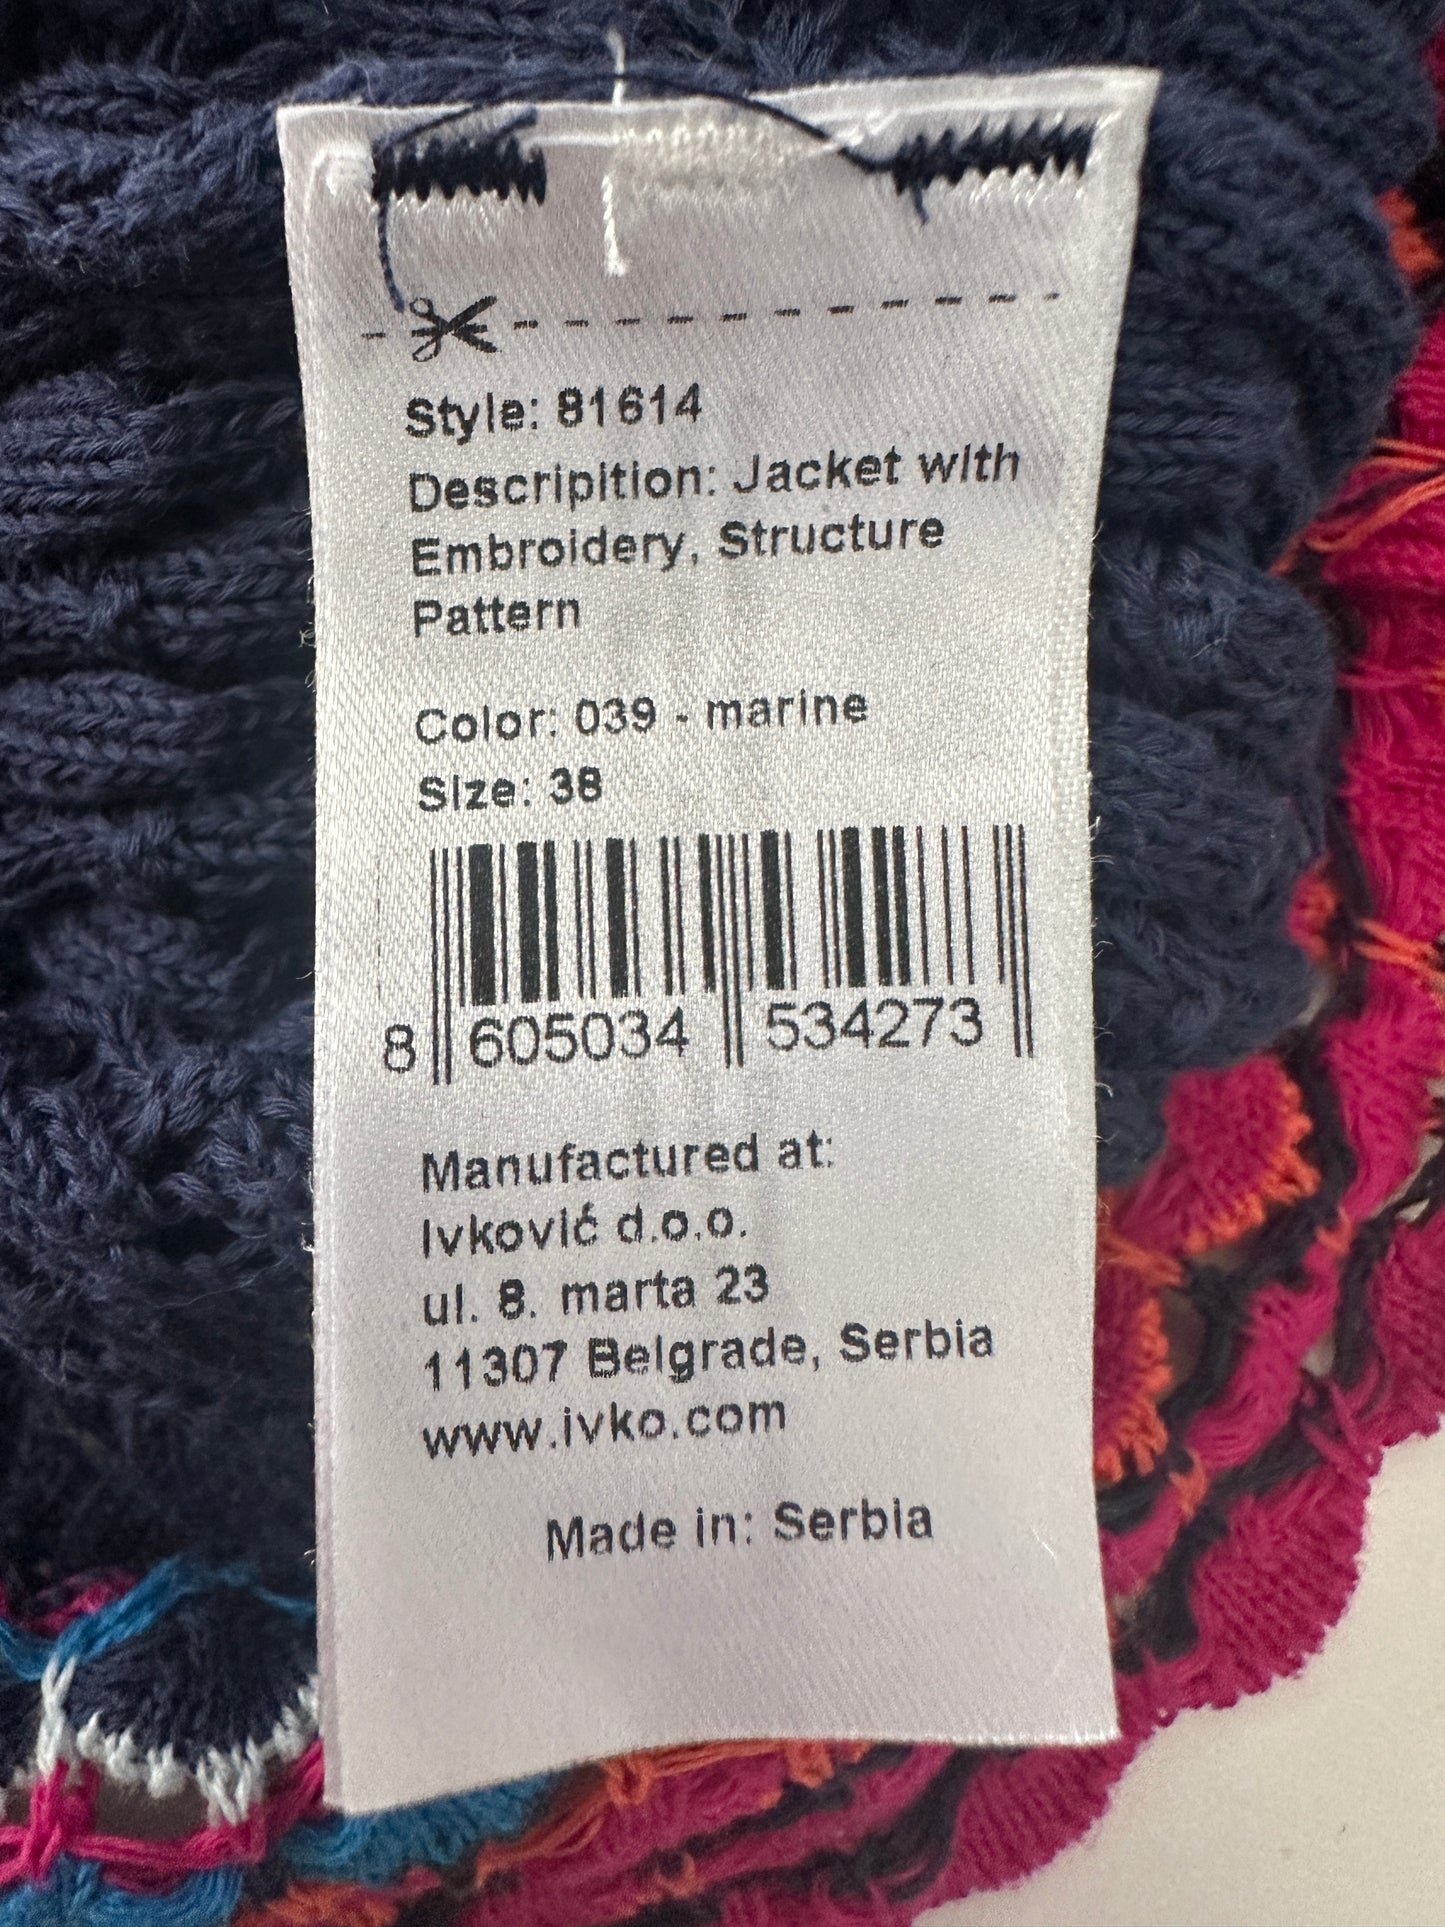 Style: 81614
Descripition: Jacket with
Embroidery, Structure
Pattern
Color: 039 - marine
Size: 38
8 605034 534273
Manufactured at:
Ivković d.o.o.
ul. 8. marta 23
11307 Belgrade, Serbia
www.ivko.com
Made in: Serbia